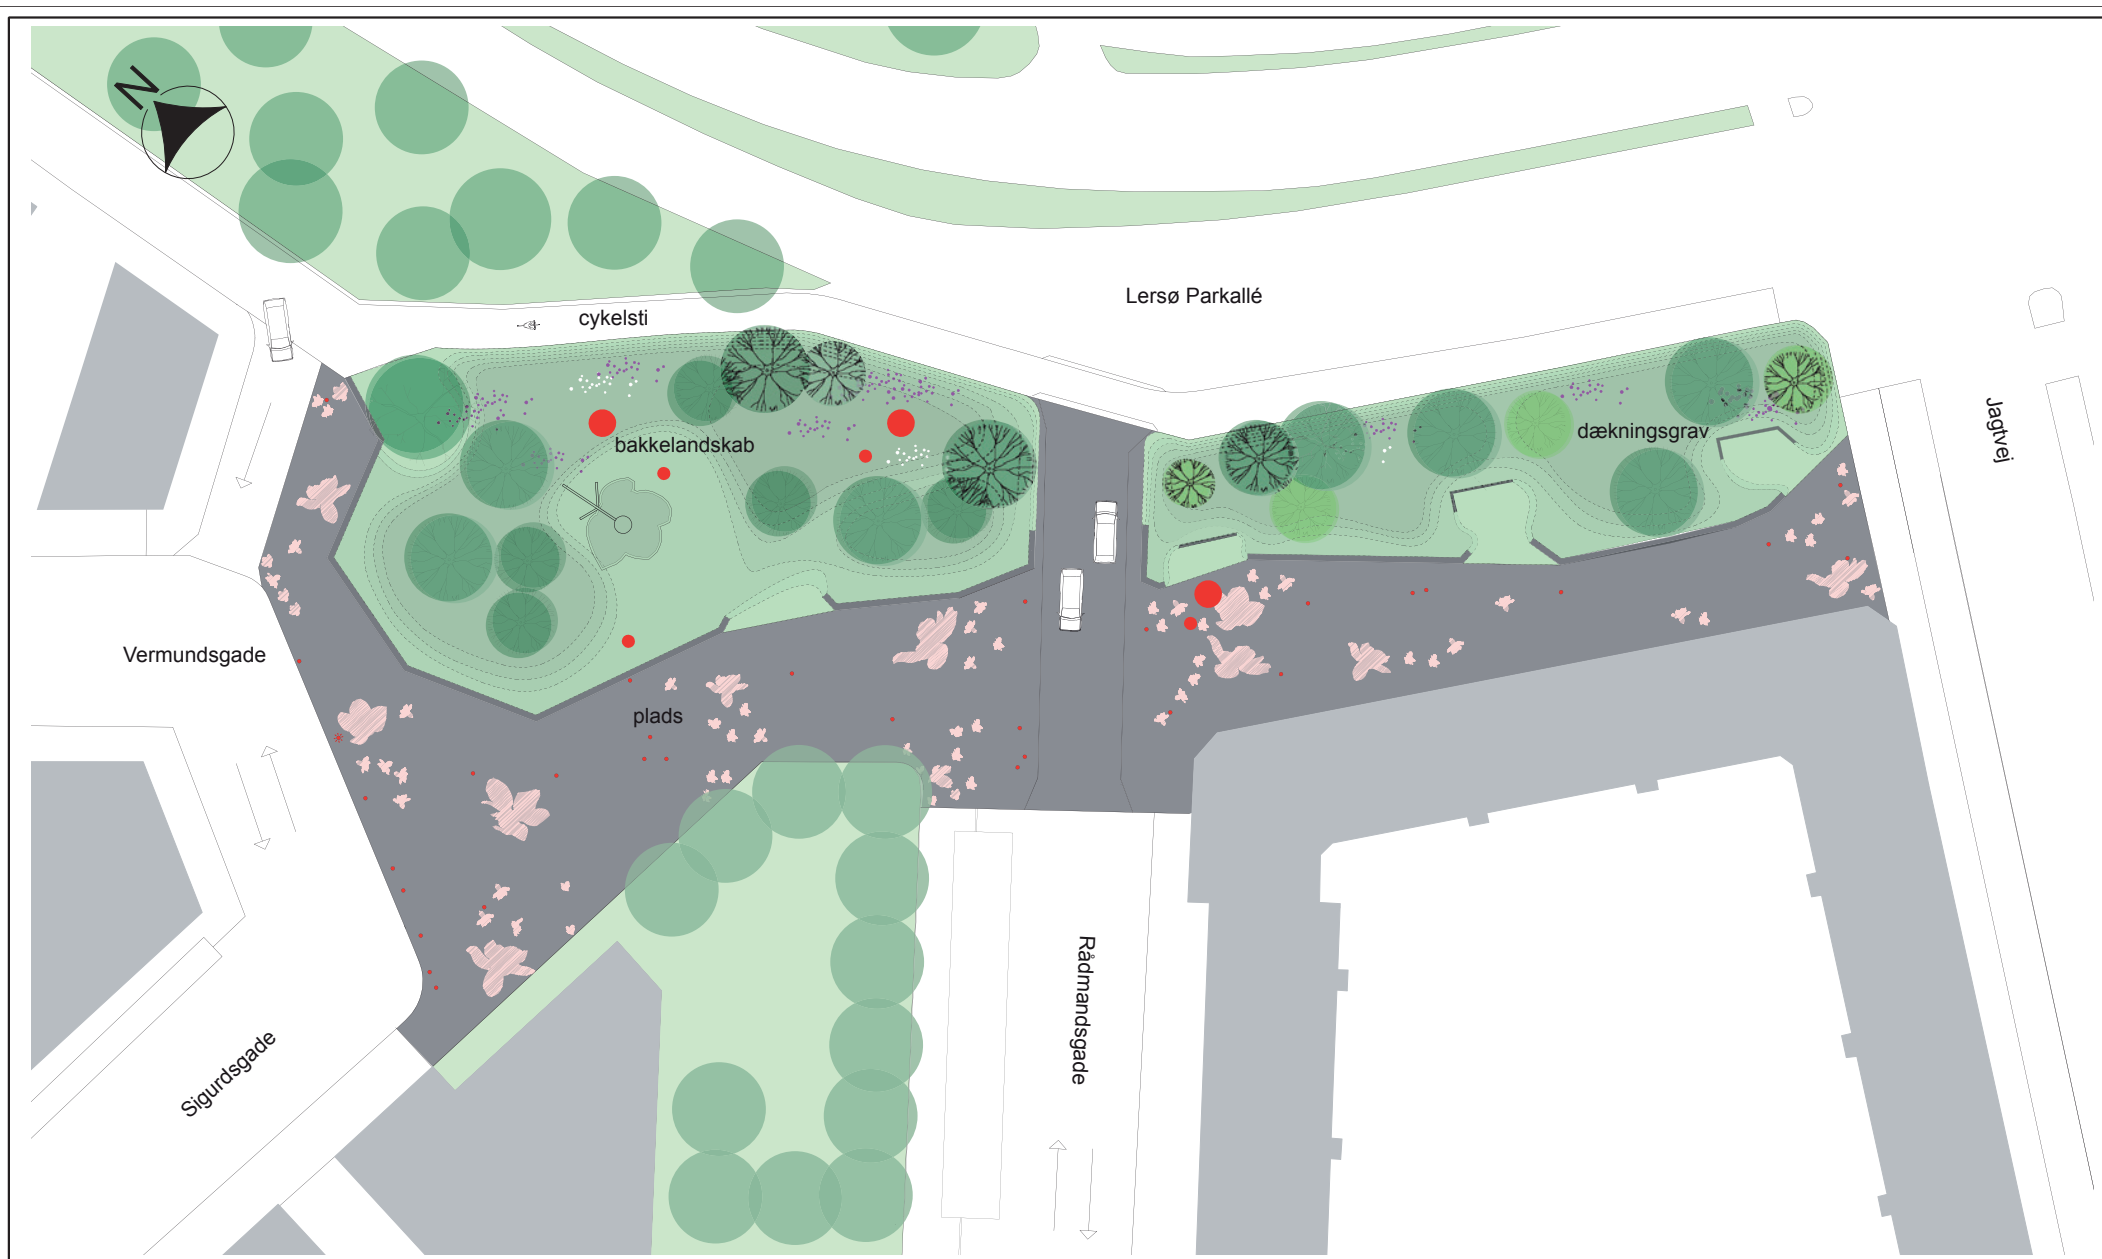 N
Lersø Parkallé
cykelsti
Jagtvej
dækningsgrav
bakkelandskab
Vermundsgade
plads
Rådmandsgade
Sigurdsgade